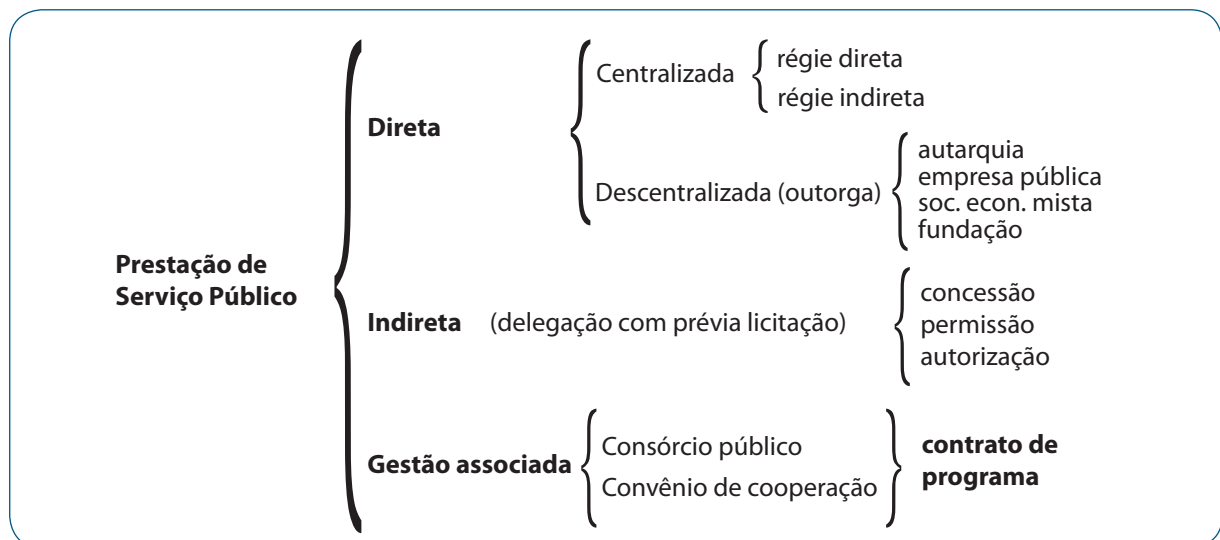 Prestação de
Serviço Público
Direta
Centralizada
régie direta
régie indireta
Descentralizada (outorga)
autarquia
empresa pública
soc. econ. mista
fundação
Indireta (delegação com prévia licitação)
concessão
permissão
autorização
Gestão associada
Consórcio público
Convênio de cooperação
contrato de
programa